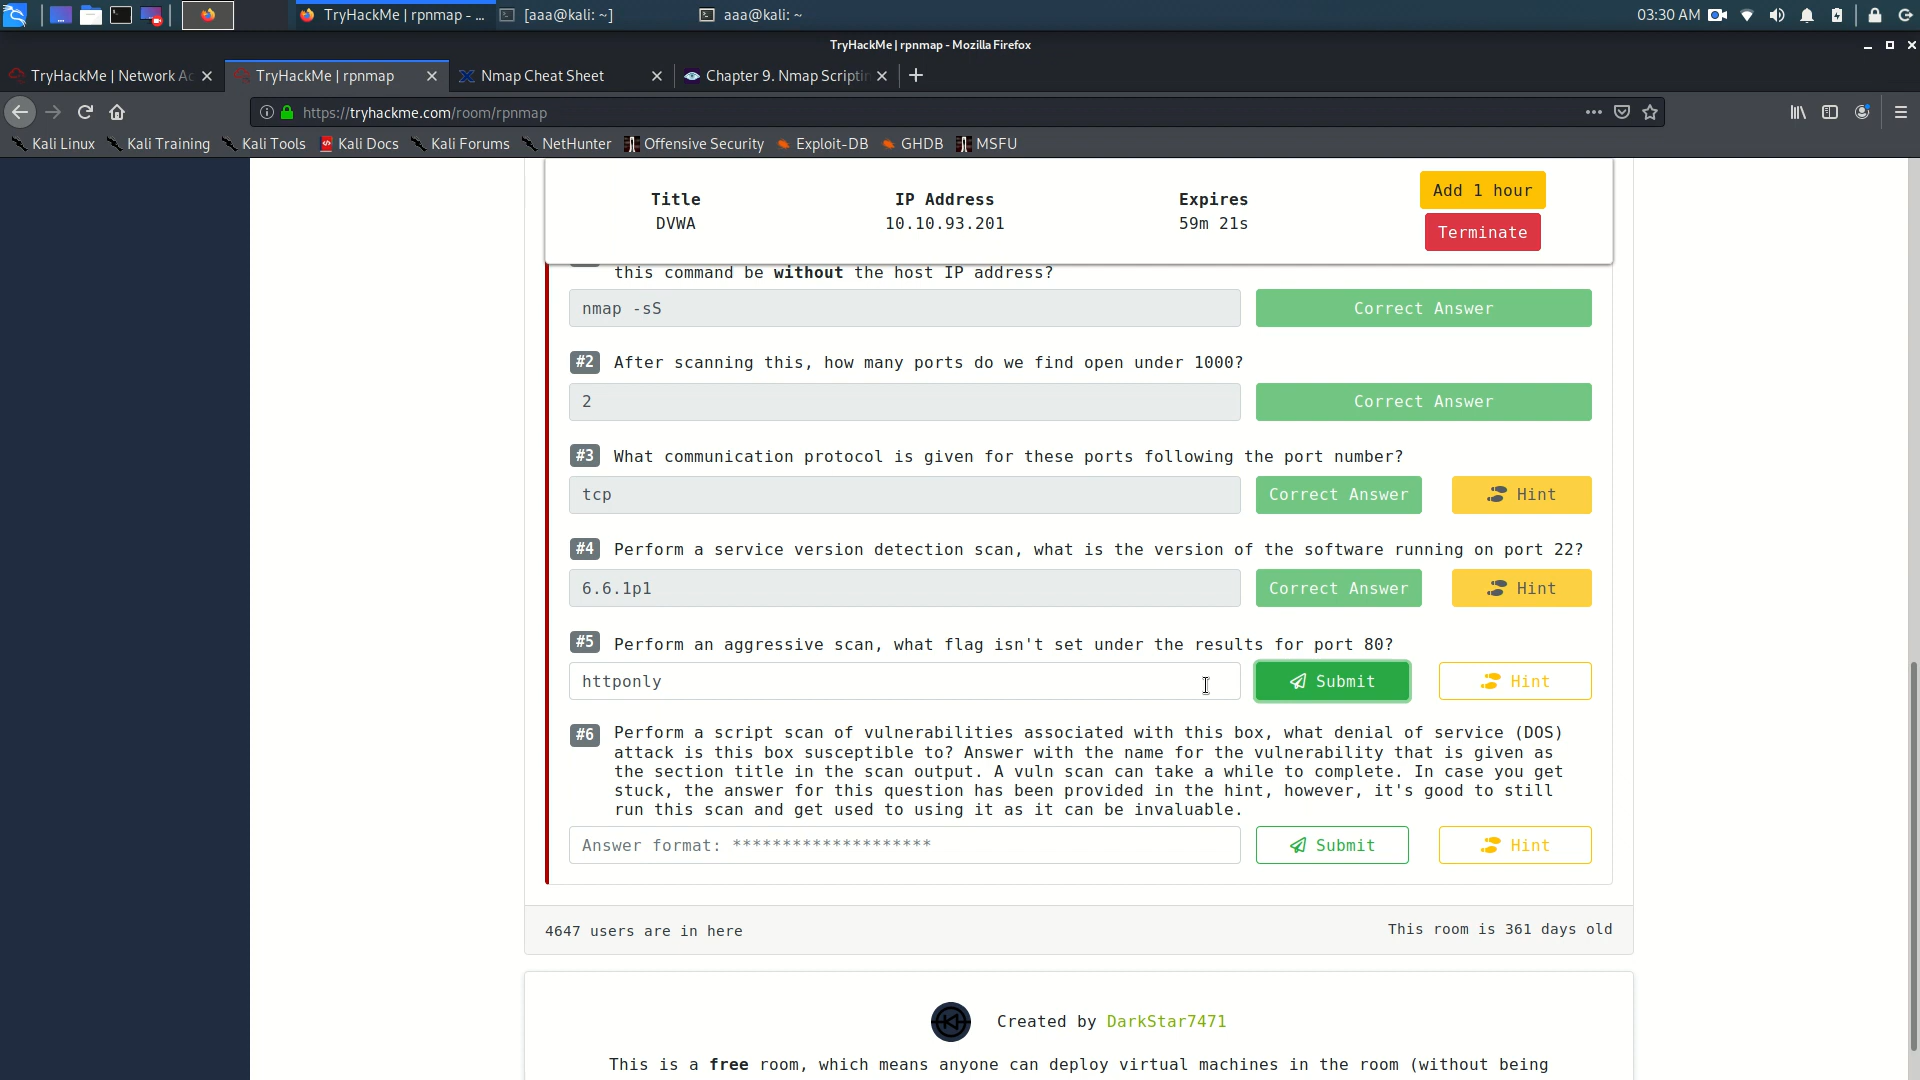 TryHackMe | rpnmap - ...
[aaa@kali: ~]
aaa@kali: ~
03:30 AM
TryHackMe | rpnmap - Mozilla Firefox
TryHackMe | Network Ac
TryHackMe | rpnmap
Nmap Cheat Sheet
Chapter 9. Nmap Scriptin
https://tryhackme.com/room/rpnmap
Kali Linux
Kali Training
Kali Tools
Kali Docs
Kali Forums
NetHunter
Offensive Security
Exploit-DB
GHDB
MSFU
Title
IP Address
Expires
Add 1 hour
DVWA
10.10.93.201
59m 21s
Terminate
this command be without the host IP address?
nmap -sS
Correct Answer
#2 After scanning this, how many ports do we find open under 1000?
2
Correct Answer
#3 What communication protocol is given for these ports following the port number?
tcp
Correct Answer
Hint
#4 Perform a service version detection scan, what is the version of the software running on port 22?
6.6.1p1
Correct Answer
Hint
#5 Perform an aggressive scan, what flag isn't set under the results for port 80?
httponly
Submit
Hint
#6 Perform a script scan of vulnerabilities associated with this box, what denial of service (DOS)
attack is this box susceptible to? Answer with the name for the vulnerability that is given as
the section title in the scan output. A vuln scan can take a while to complete. In case you get
stuck, the answer for this question has been provided in the hint, however, it's good to still
run this scan and get used to using it as it can be invaluable.
Answer format: ********************
Submit
Hint
4647 users are in here
This room is 361 days old
Created by DarkStar7471
This is a free room, which means anyone can deploy virtual machines in the room (without being